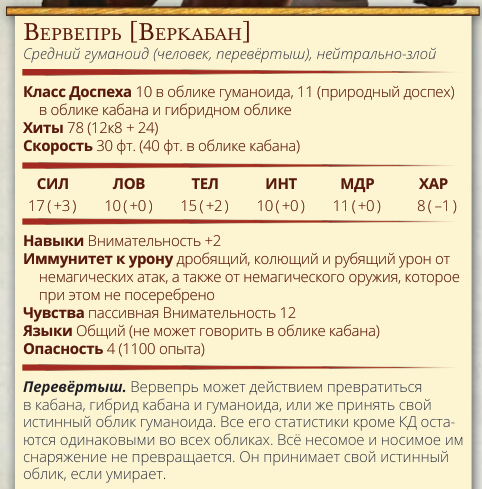 Вервепрь [Веркабан]
Средний гуманоид (человек, перевёртыш), нейтрально-злой
Класс Доспеха 10 в облике гуманоида, 11 (природный доспех)
в облике кабана и гибридном облике
Хиты 78 (12к8 + 24)
Скорость 30 фт. (40 фт. в облике кабана)
СИЛ ЛОВ ТЕЛ ИНТ МДР ХАР
17 (+3) 10 (+0) 15 (+2) 10 (+0) 11 (+0) 8 (–1)
Навыки Внимательность +2
Иммунитет к урону дробящий, колющий и рубящий урон от
немагических атак, а также от немагического оружия, которое
при этом не посеребрено
Чувства пассивная Внимательность 12
Языки Общий (не может говорить в облике кабана)
Опасность 4 (1100 опыта)
Перевёртыш. Вервепрь может действием превратиться
в кабана, гибрид кабана и гуманоида, или же принять свой
истинный облик гуманоида. Все его статистики кроме КД оста-
ются одинаковыми во всех обликах. Всё несомое и носимое им
снаряжение не превращается. Он принимает свой истинный
облик, если умирает.